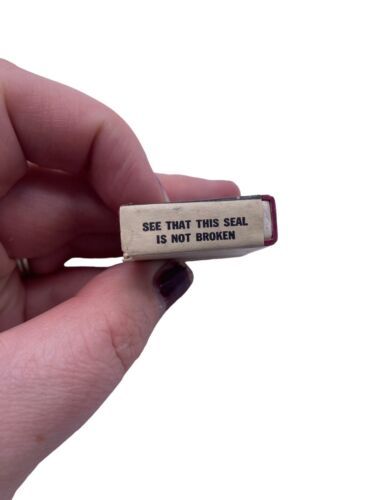 SEE THAT THIS SEAL
IS NOT BROKEN